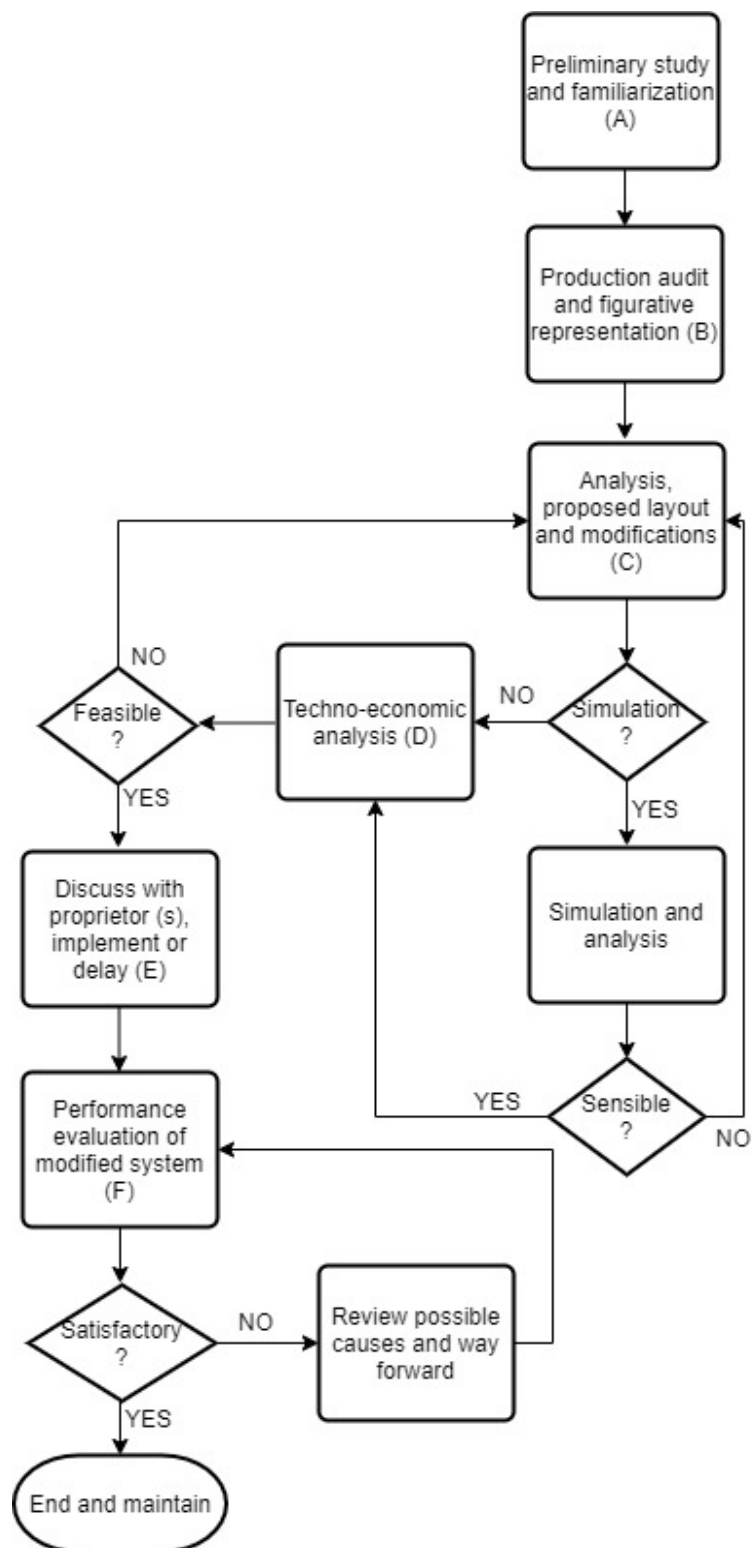 Preliminary study
and familiarization
(A)
Production audit
and figurative
representation (B)
Analysis,
proposed layout
and modifications
(C)
NO
Feasible
?
YES
Techno-economic
analysis (D)
NO
Simulation
?
YES
Discuss with
proprietor (s),
implement or
delay (E)
Simulation and
analysis
YES
Sensible
?
NO
Performance
evaluation of
modified system
(F)
Satisfactory
?
NO
YES
Review possible
causes and way
forward
End and maintain